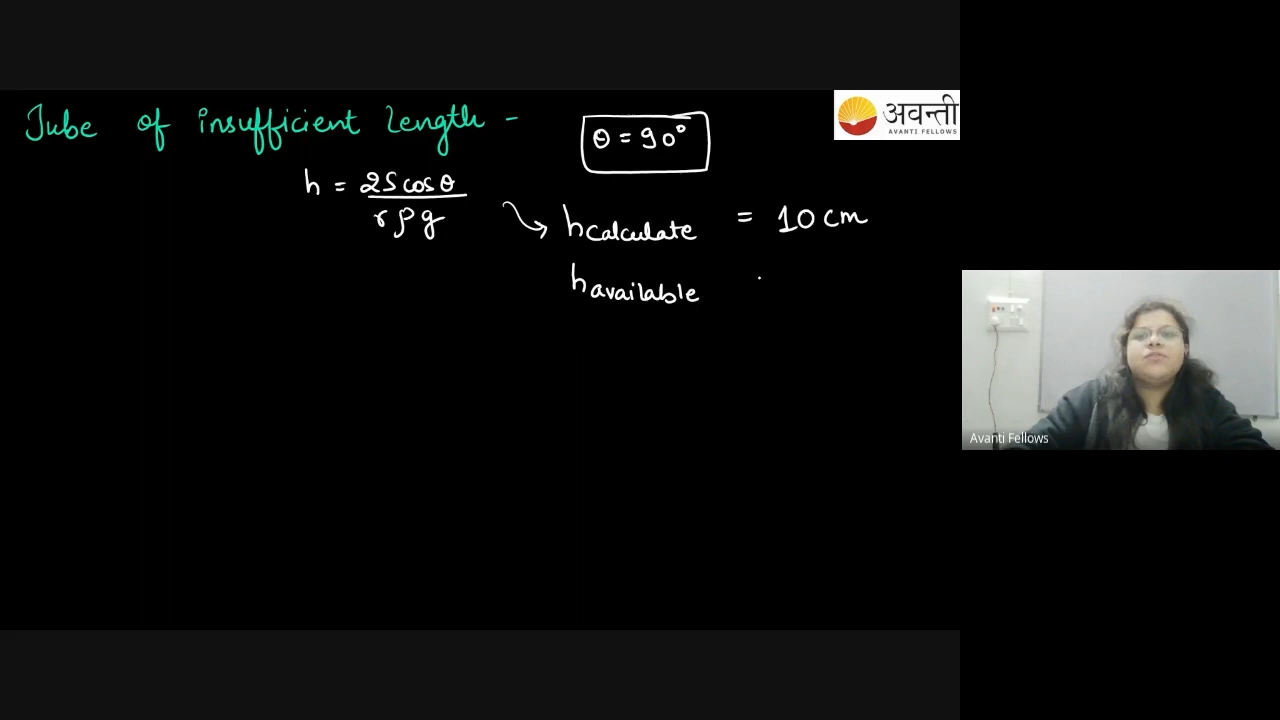 Tube of insufficient length -
θ = 90°
h = 2S cos θ / rρg
h calculate = 10 cm
h available
अवन्ती
AVANTI FELLOWS
Avanti Fellows